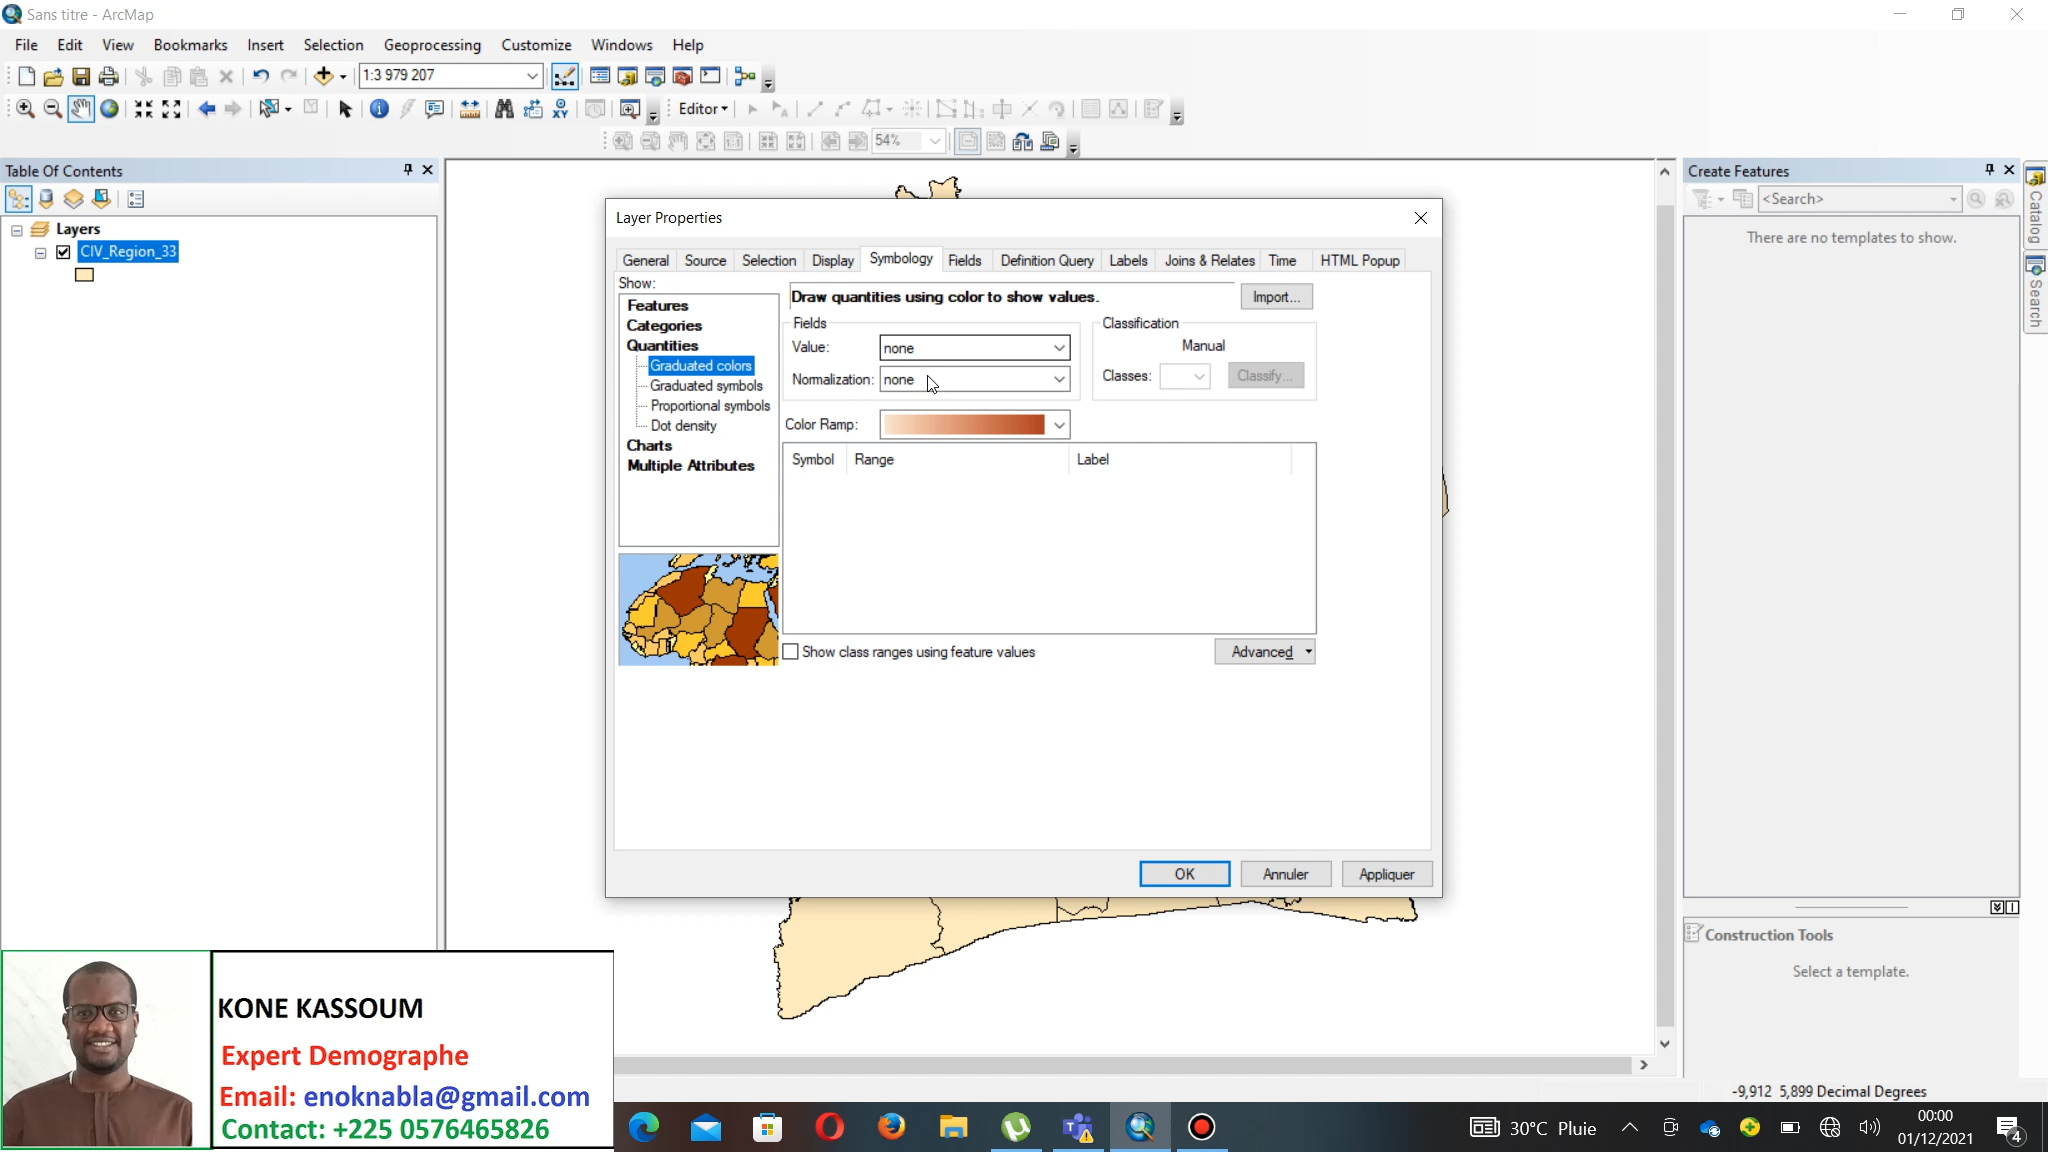 Sans titre - ArcMap
File Edit View Bookmarks Insert Selection Geoprocessing Customize Windows Help
1:3 979 207
Editor
54%
Table Of Contents
Layers
CIV_Region_33
Layer Properties
General Source Selection Display Symbology Fields Definition Query Labels Joins & Relates Time HTML Popup
Show:
Features
Categories
Quantities
Graduated colors
Graduated symbols
Proportional symbols
Dot density
Charts
Multiple Attributes
Draw quantities using color to show values.
Import...
Fields
Value: none
Normalization: none
Classification
Manual
Classes:
Classify...
Color Ramp:
Symbol Range Label
Show class ranges using feature values
Advanced
OK Annuler Appliquer
Create Features
<Search>
There are no templates to show.
Catalog
Search
Construction Tools
Select a template.
-9,912 5,899 Decimal Degrees
KONE KASSOUM
Expert Demographe
Email: enoknabla@gmail.com
Contact: +225 0576465826
30°C Pluie
00:00
01/12/2021
4